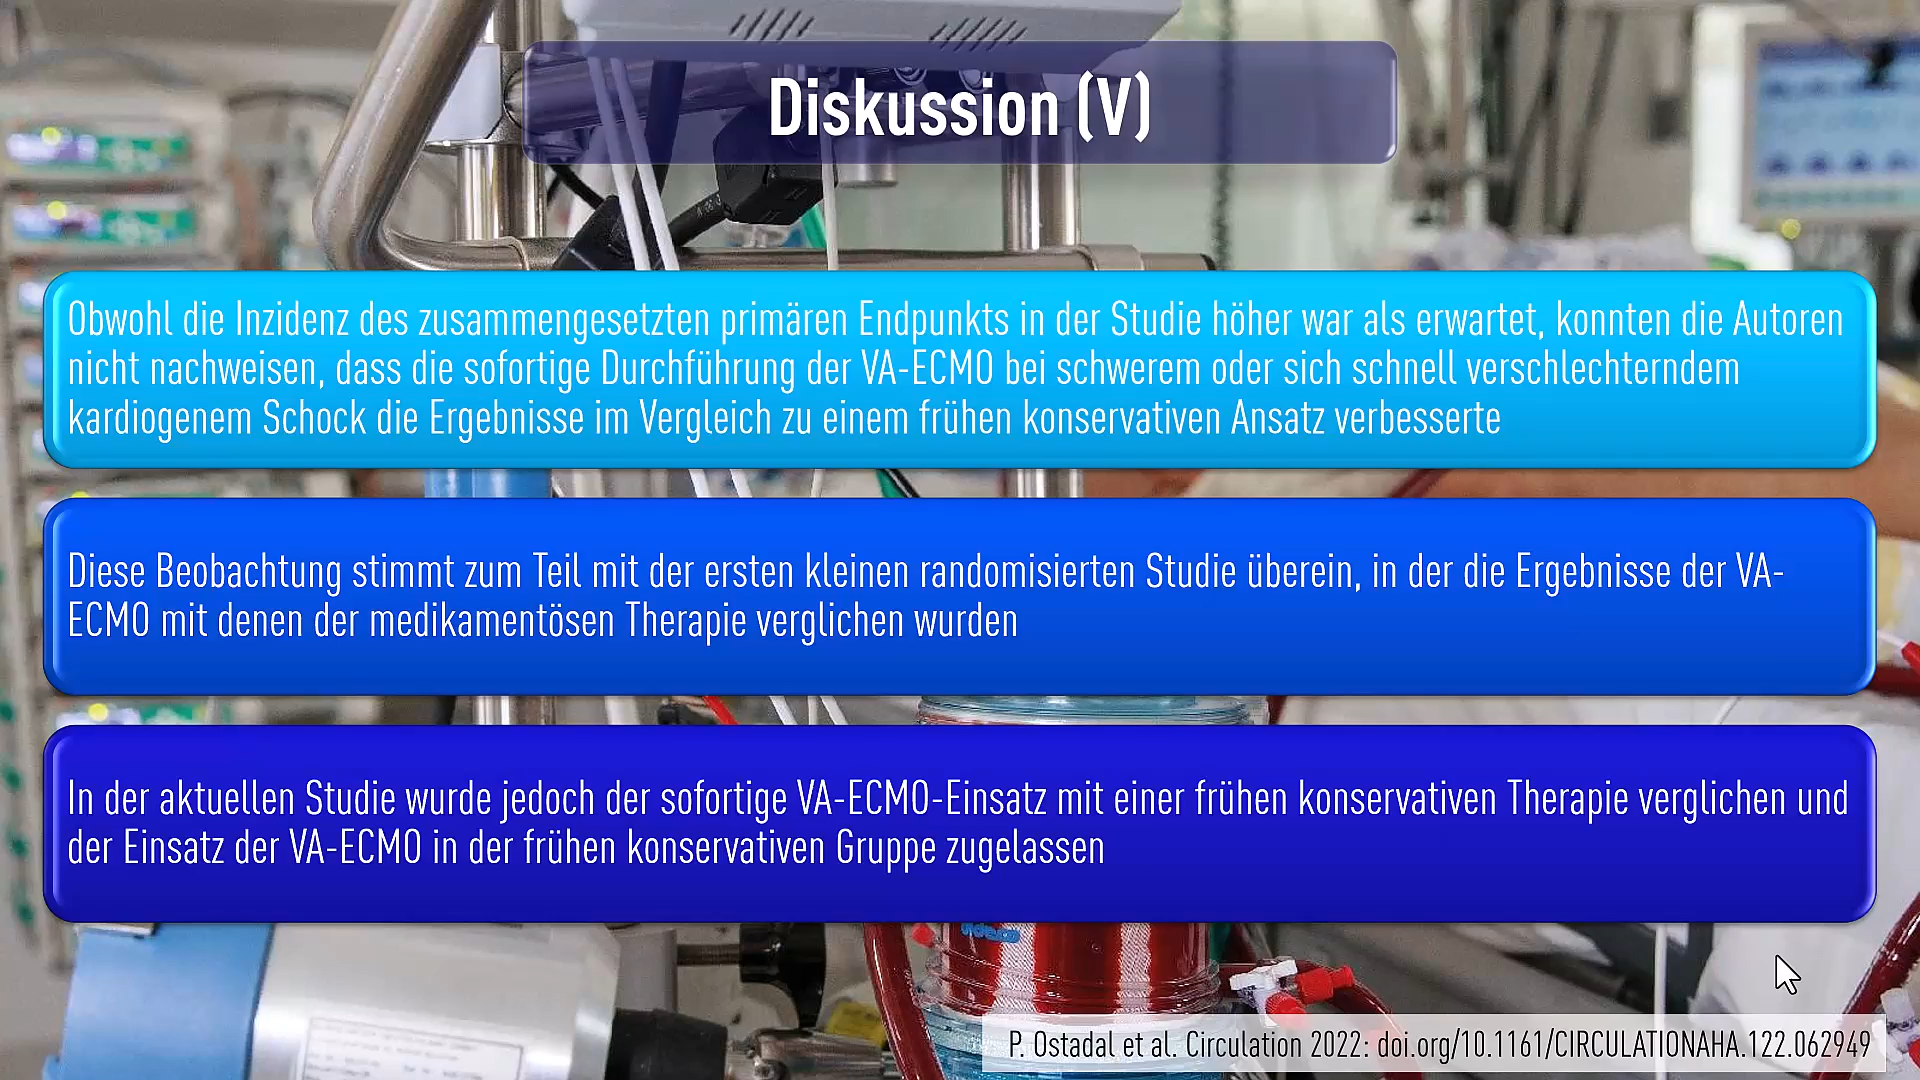 Diskussion (V)
Obwohl die Inzidenz des zusammengesetzten primären Endpunkts in der Studie höher war als erwartet, konnten die Autoren
nicht nachweisen, dass die sofortige Durchführung der VA-ECMO bei schwerem oder sich schnell verschlechterndem
kardiogenem Schock die Ergebnisse im Vergleich zu einem frühen konservativen Ansatz verbesserte
Diese Beobachtung stimmt zum Teil mit der ersten kleinen randomisierten Studie überein, in der die Ergebnisse der VA-
ECMO mit denen der medikamentösen Therapie verglichen wurden
In der aktuellen Studie wurde jedoch der sofortige VA-ECMO-Einsatz mit einer frühen konservativen Therapie verglichen und
der Einsatz der VA-ECMO in der frühen konservativen Gruppe zugelassen
P. Ostadal et al. Circulation 2022: doi.org/10.1161/CIRCULATIONAHA.122.062949